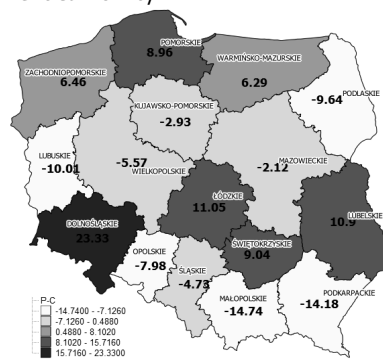 POMORSKIE
8.96
WARMIŃSKO-MAZURSKIE
6.29
ZACHODNIOPOMORSKIE
6.46
PODLASKIE
-9.64
KUJAWSKO-POMORSKIE
-2.93
LUBUSKIE
-10.01
-5.57
WIELKOPOLSKIE
MAZOWIECKIE
-2.12
ŁÓDZKIE
11.05
LUBELSKIE
10.9
DOLNOŚLĄSKIE
23.33
ŚWIĘTOKRZYSKIE
9.04
OPOLSKIE
-7.98
ŚLĄSKIE
-4.73
MAŁOPOLSKIE
-14.74
PODKARPACKIE
-14.18
P-C
-14.7400 - -7.1260
-7.1260 - 0.4880
0.4880 - 8.1020
8.1020 - 15.7160
15.7160 - 23.3300